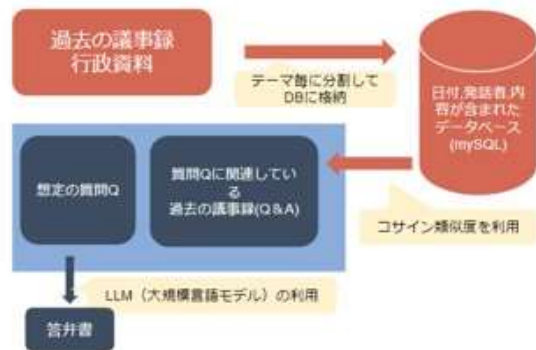 過去の議事録
行政資料
テーマ毎に分割して
DBに格納
日付,発話者,内
容が含まれた
データベース
(mySQL)
想定の質問Q
質問Qに関連してい
る
過去の議事録(Q&A)
コサイン類似度を利用
LLM（大規模言語モデル）の利用
答弁書